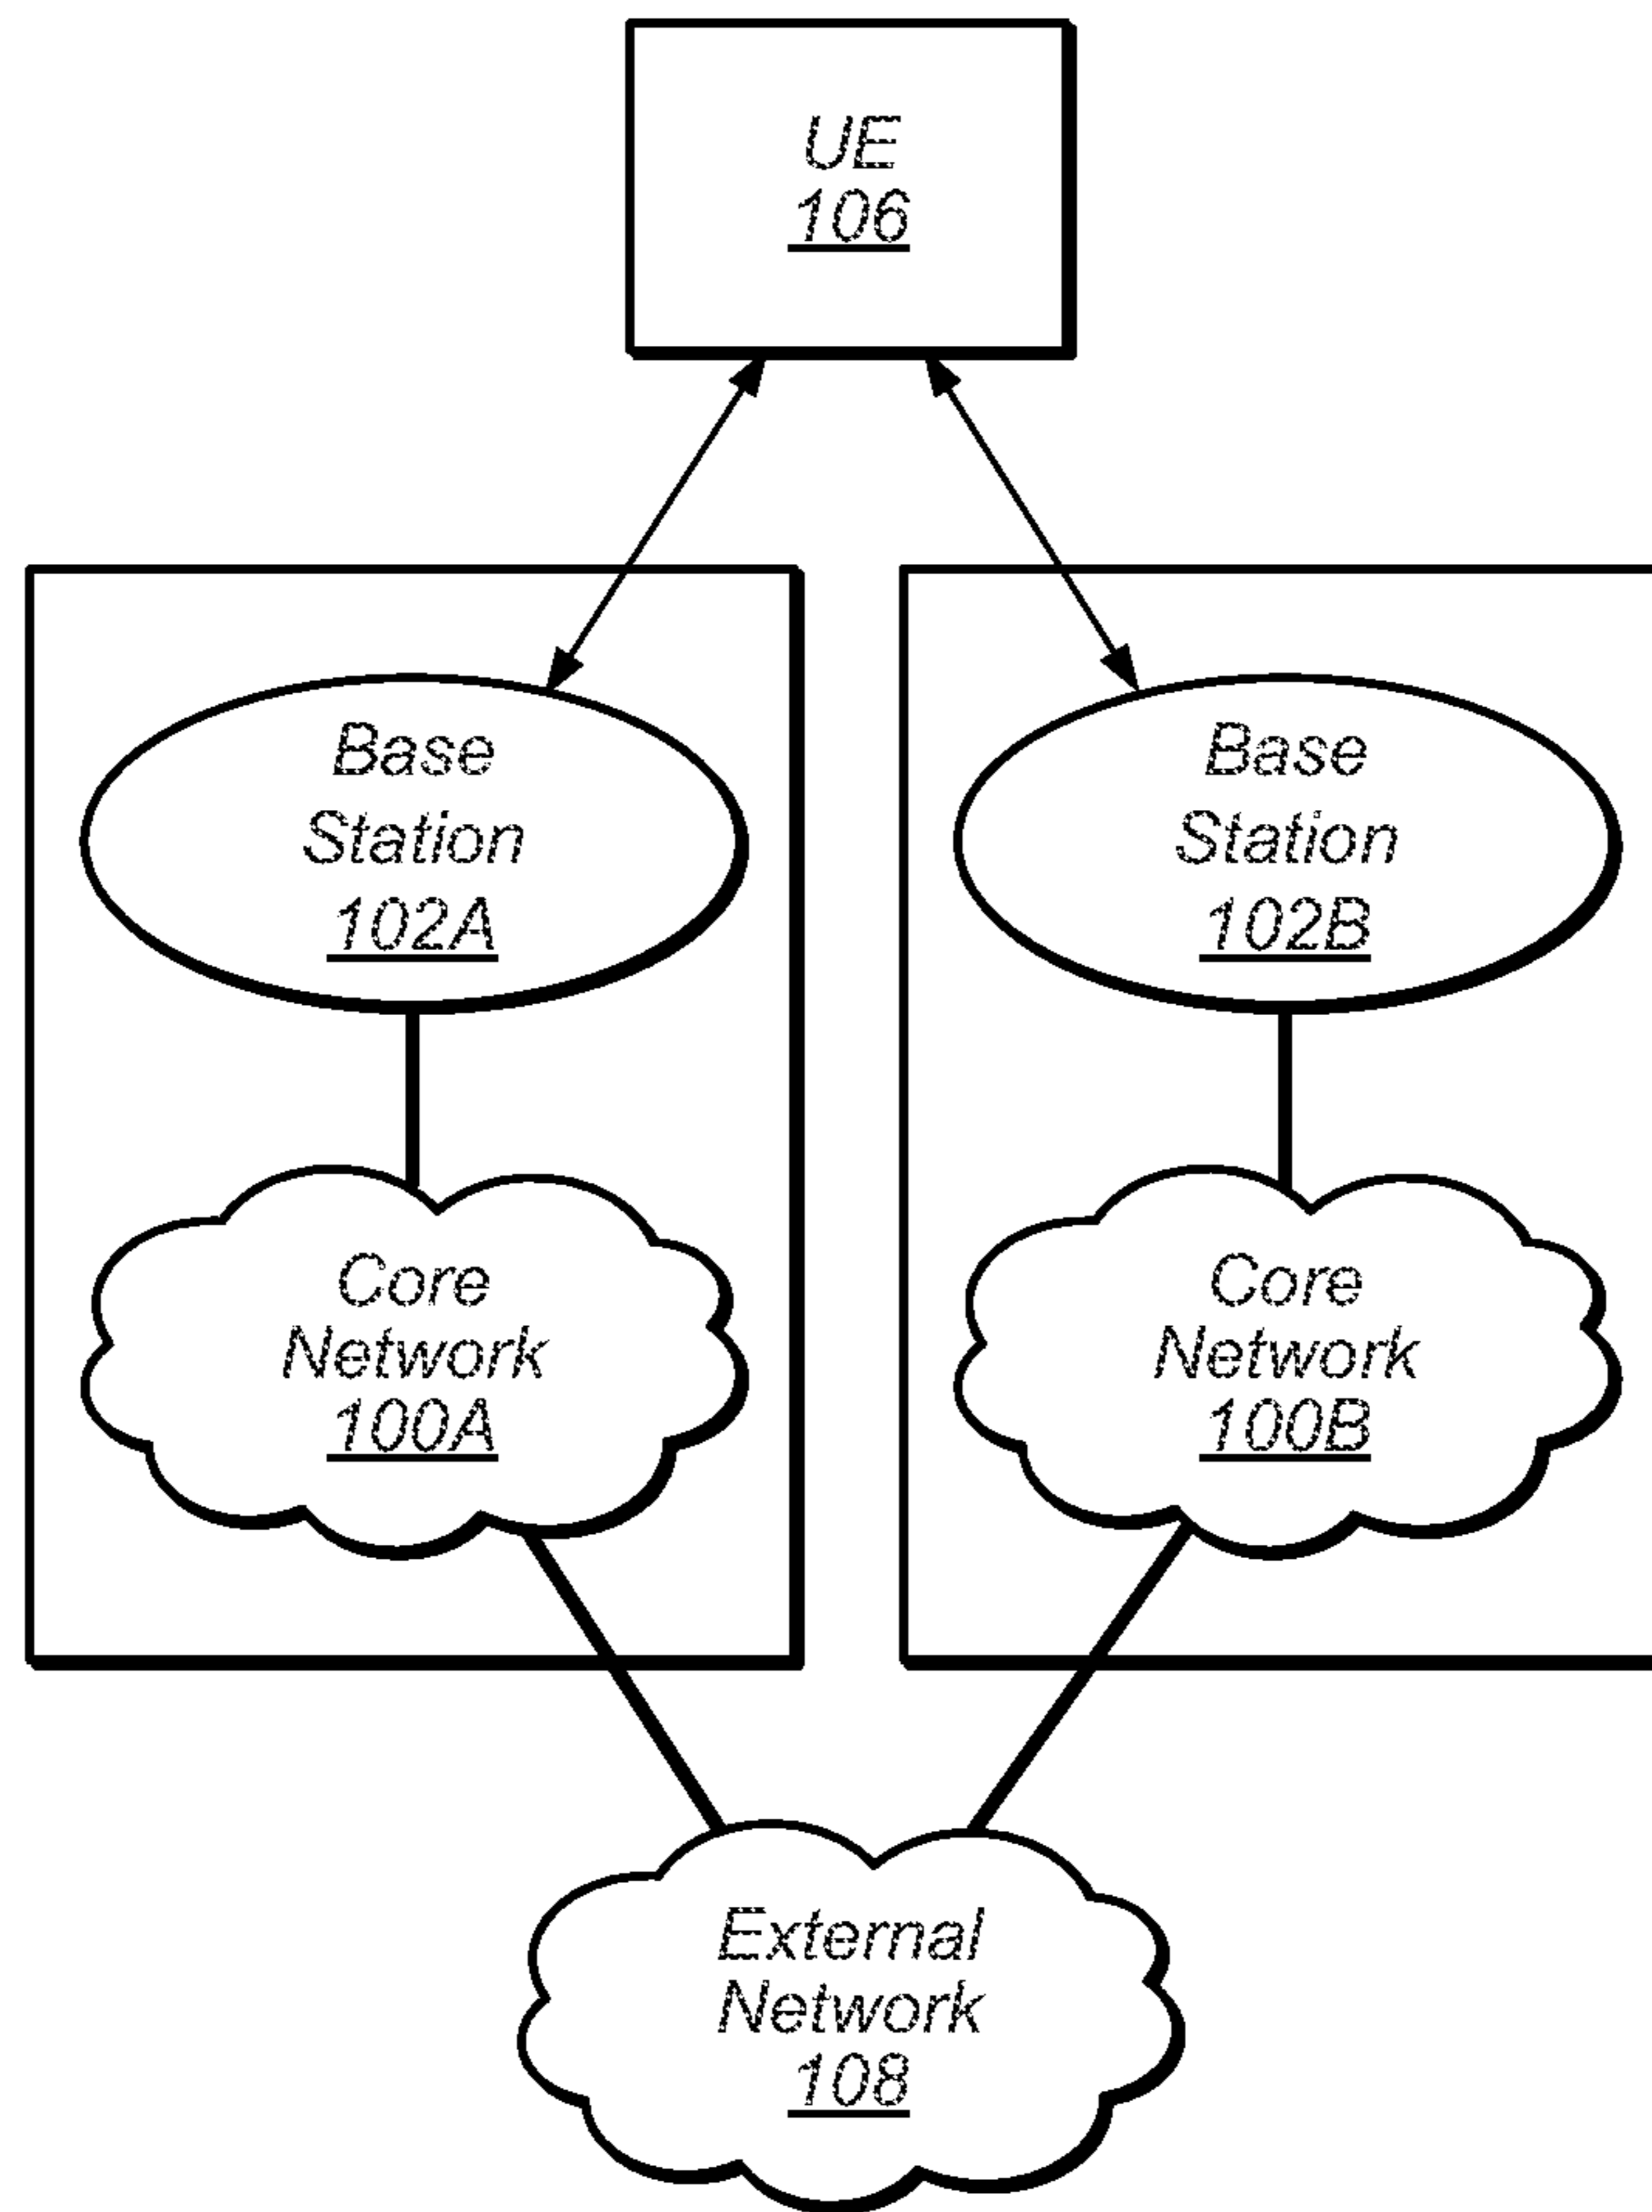 UE
106
Base
Station
102A
Base
Station
102B
Core
Network
100A
Core
Network
100B
External
Network
108